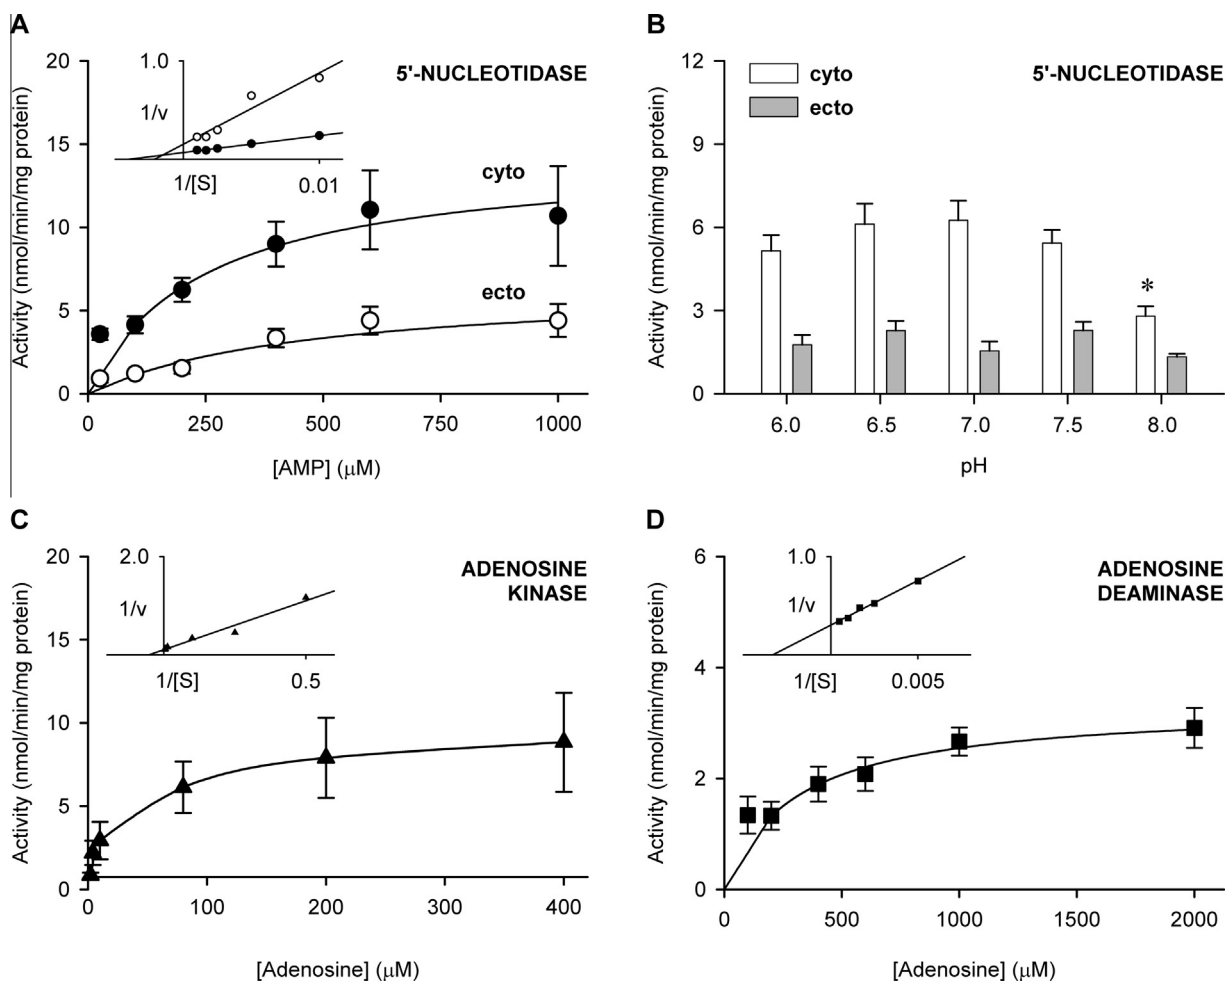 A
5'-NUCLEOTIDASE
Activity (nmol/min/mg protein)
20
15
10
5
0
1.0
1/v
1/[S]
0.01
cyto
ecto
0
250
500
750
1000
[AMP] (μM)
B
5'-NUCLEOTIDASE
cyto
ecto
Activity (nmol/min/mg protein)
12
9
6
3
0
*
6.0
6.5
7.0
7.5
8.0
pH
C
ADENOSINE
KINASE
Activity (nmol/min/mg protein)
20
15
10
5
0
2.0
1/v
1/[S]
0.5
0
100
200
300
400
[Adenosine] (μM)
D
ADENOSINE
DEAMINASE
Activity (nmol/min/mg protein)
6
4
2
0
1.0
1/v
1/[S]
0.005
0
500
1000
1500
2000
[Adenosine] (μM)